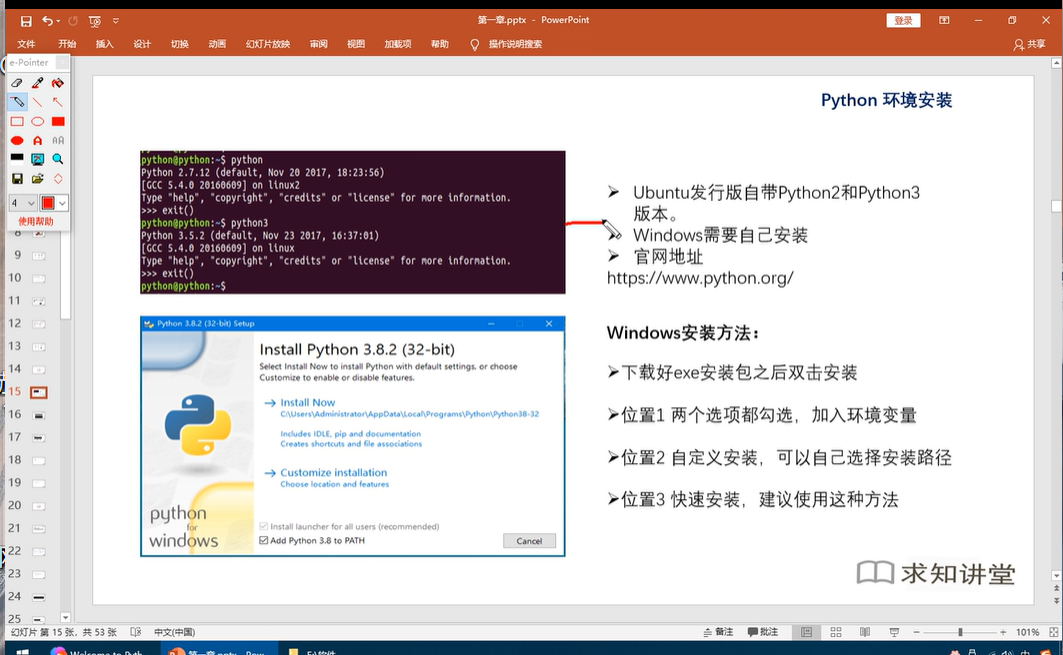 第一章.pptx - PowerPoint
登录
文件 开始 插入 设计 切换 动画 幻灯片放映 审阅 视图 加载项 帮助 操作说明搜索 共享
e-Pointer
4
使用帮助
8
9
10
11
12
13
14
15
16
17
18
19
20
21
22
23
24
25
Python 环境安装
python@python:~$ python
Python 2.7.12 (default, Nov 20 2017, 18:23:56)
[GCC 5.4.0 20160609] on linux2
Type "help", "copyright", "credits" or "license" for more information.
>>> exit()
python@python:~$ python3
Python 3.5.2 (default, Nov 23 2017, 16:37:01)
[GCC 5.4.0 20160609] on linux
Type "help", "copyright", "credits" or "license" for more information.
>>> exit()
python@python:~$
Ubuntu发行版自带Python2和Python3
版本。
Windows需要自己安装
官网地址
https://www.python.org/
Python 3.8.2 (32-bit) Setup
Install Python 3.8.2 (32-bit)
Select Install Now to install Python with default settings, or choose
Customize to enable or disable features.
Install Now
C:\Users\Administrator\AppData\Local\Programs\Python\Python38-32
Includes IDLE, pip and documentation
Creates shortcuts and file associations
Customize installation
Choose location and features
Install launcher for all users (recommended)
Add Python 3.8 to PATH
Cancel
python
for
windows
Windows安装方法：
下载好exe安装包之后双击安装
位置1 两个选项都勾选，加入环境变量
位置2 自定义安装，可以自己选择安装路径
位置3 快速安装，建议使用这种方法
求知讲堂
幻灯片 第 15 张，共 53 张 中文(中国) 备注 批注 101%